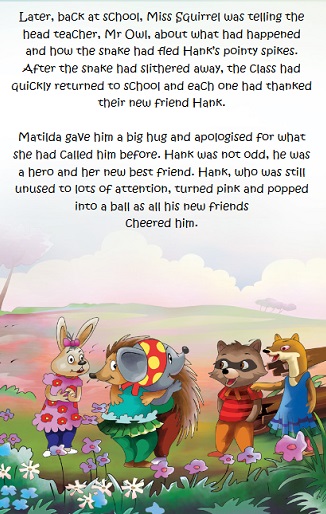 Later, back at school, Miss Squirrel was telling the
head teacher, Mr Owl, about what had happened
and how the snake had fled Hank's pointy spikes.
After the snake had slithered away, the class had
quickly returned to school and each one had thanked
their new friend Hank.
Matilda gave him a big hug and apologised for what
she had called him before. Hank was not odd, he was
a hero and her new best friend. Hank, who was still
unused to lots of attention, turned pink and popped
into a ball as all his new friends
cheered him.